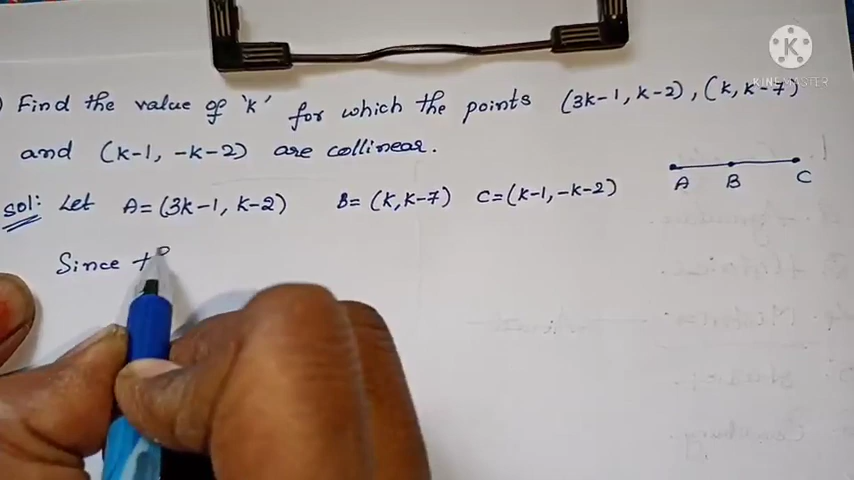 ) Find the value of 'k' for which the points (3k-1, k-2), (k, k-7)
and (k-1, -k-2) are collinear.
sol: Let A=(3k-1, k-2) B=(k, k-7) C=(k-1, -k-2)
A B C
Since
K
KINEMASTER